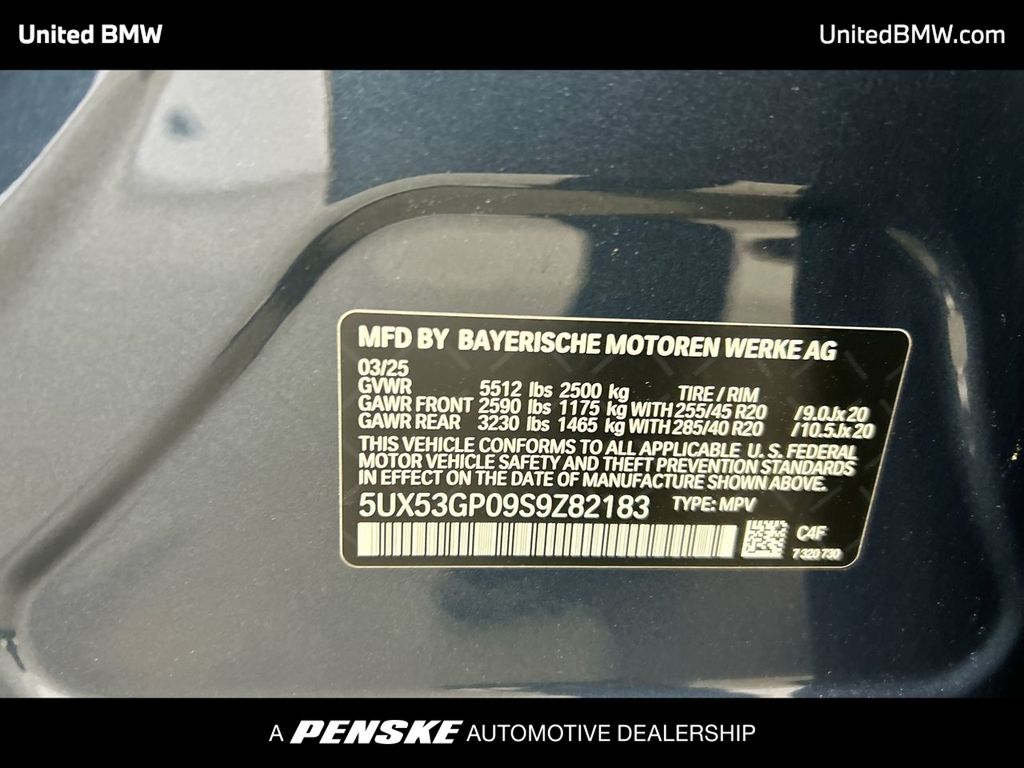 United BMW
UnitedBMW.com
MFD BY BAYERISCHE MOTOREN WERKE AG
03/25
GVWR 5512 lbs 2500 kg TIRE / RIM
GAWR FRONT 2590 lbs 1175 kg WITH 255/45 R20 /9.0Jx20
GAWR REAR 3230 lbs 1465 kg WITH 285/40 R20 /10.5Jx20
THIS VEHICLE CONFORMS TO ALL APPLICABLE U. S. FEDERAL
MOTOR VEHICLE SAFETY AND THEFT PREVENTION STANDARDS
IN EFFECT ON THE DATE OF MANUFACTURE SHOWN ABOVE.
5UX53GP09S9Z82183 TYPE: MPV
C4F
7 320 730
A PENSKE AUTOMOTIVE DEALERSHIP